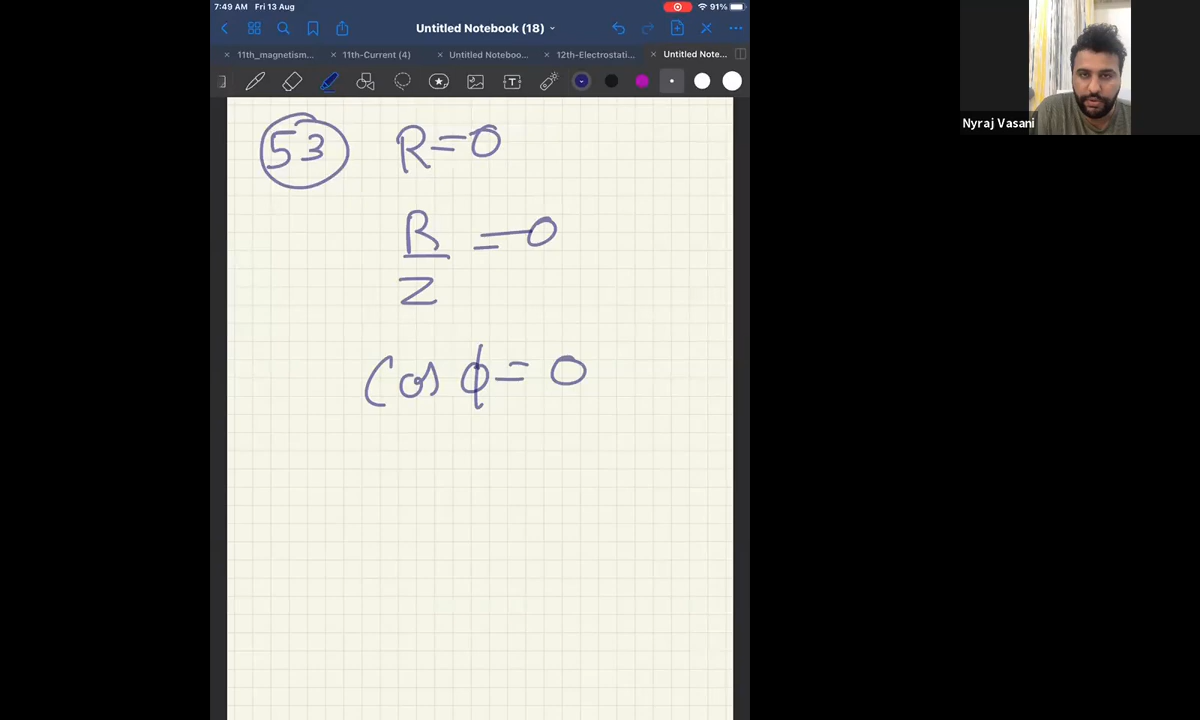 7:49 AM Fri 13 Aug
91%
Untitled Notebook (18)
11th_magnetism...
11th-Current (4)
Untitled Noteboo...
12th-Electrostati...
Untitled Note...
53 R=0
R/Z =0
Cos ϕ= 0
Nyraj Vasani